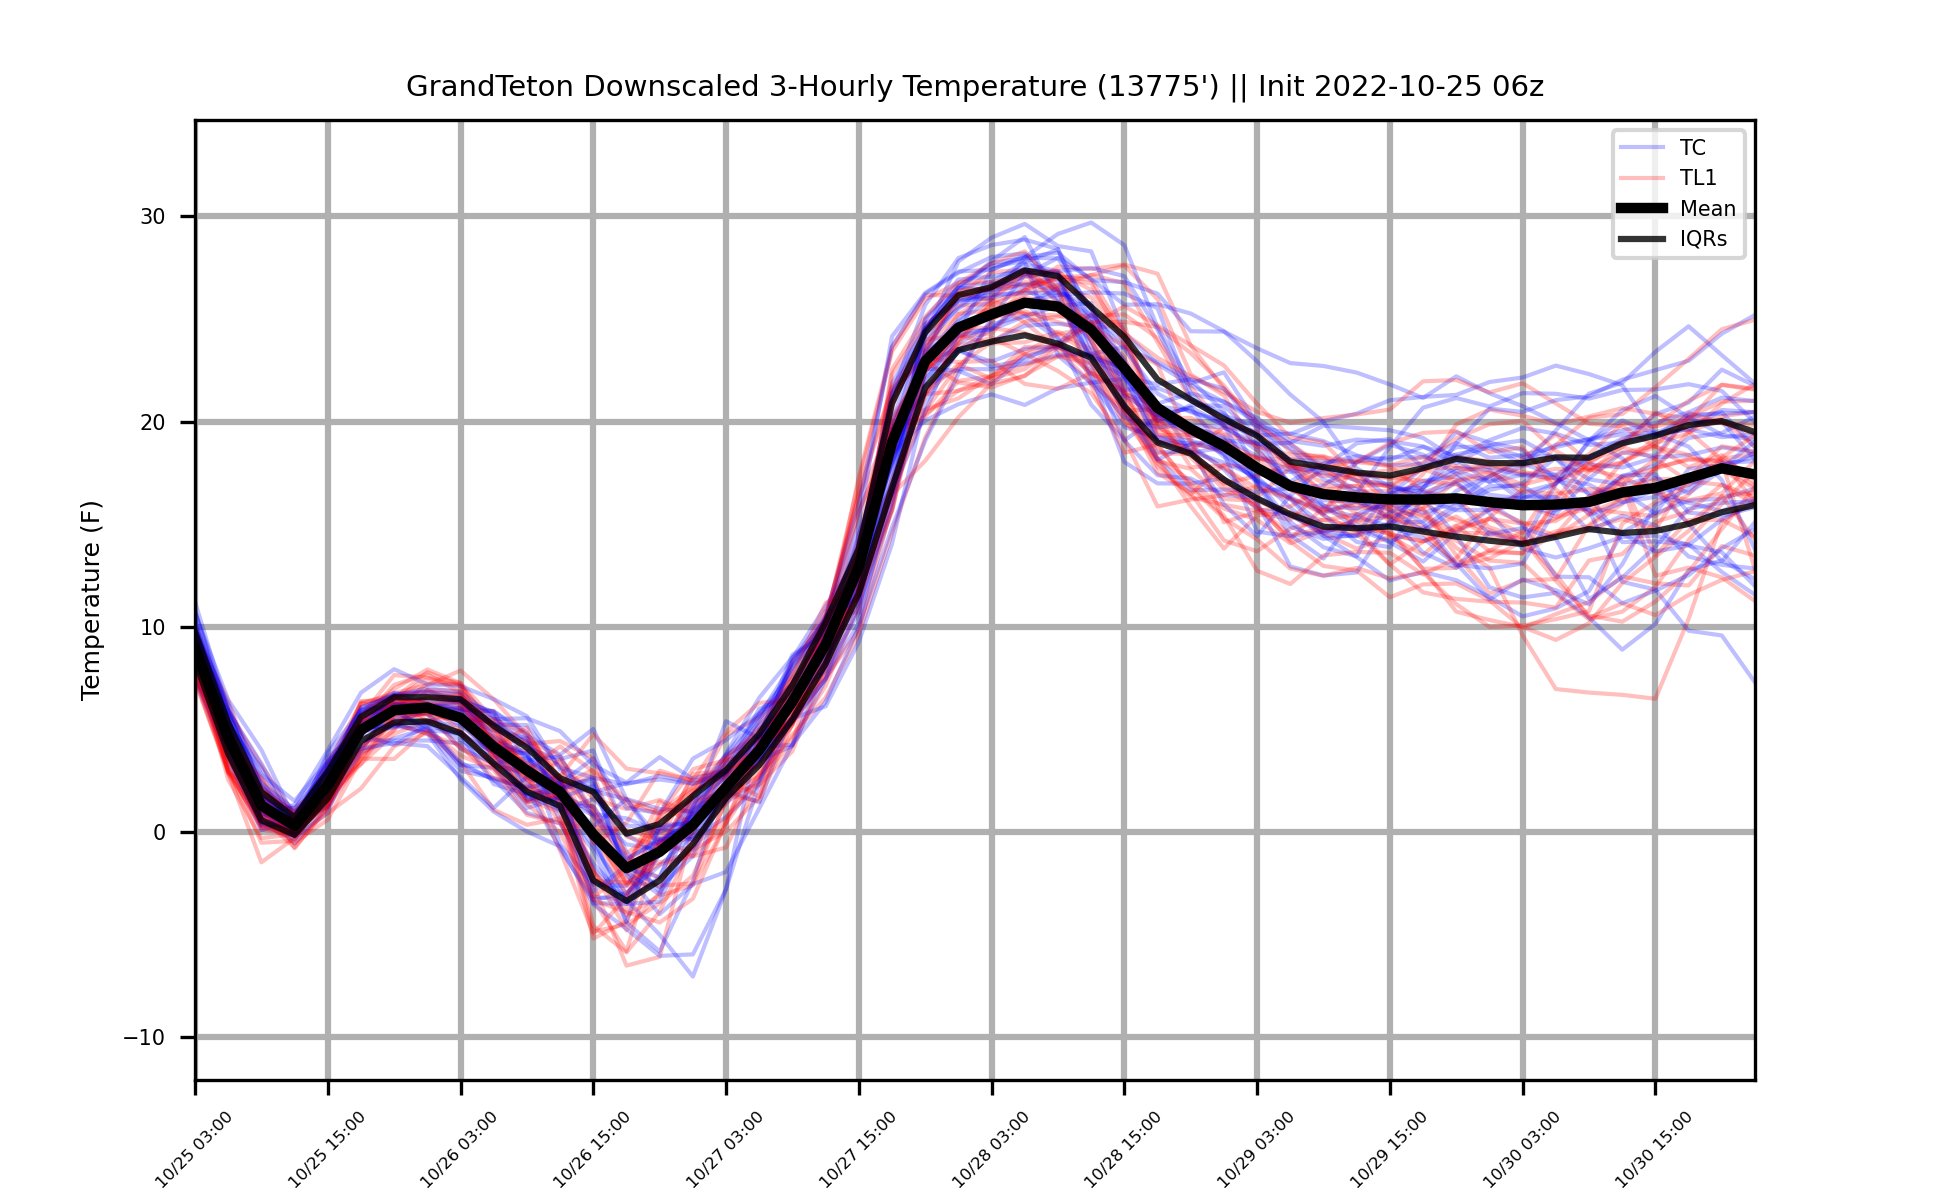 GrandTeton Downscaled 3-Hourly Temperature (13775') || Init 2022-10-25 06z
TC
TL1
Mean
IQRs
Temperature (F)
30
20
10
0
−10
10/25 03:00
10/25 15:00
10/26 03:00
10/26 15:00
10/27 03:00
10/27 15:00
10/28 03:00
10/28 15:00
10/29 03:00
10/29 15:00
10/30 03:00
10/30 15:00